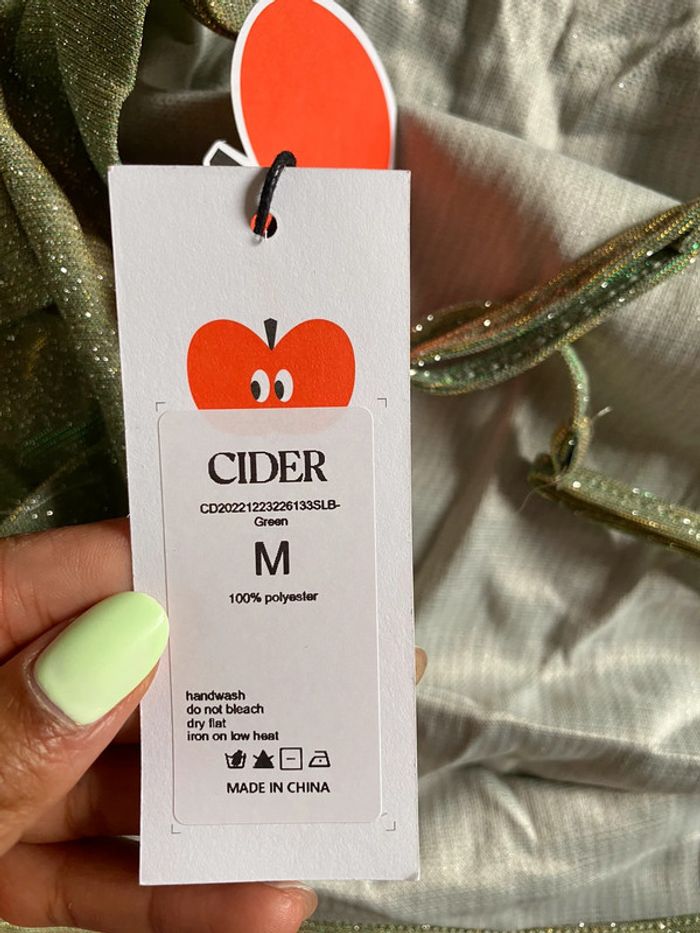 CIDER
CD20221223226133SLB-
Green
M
100% polyester
handwash
do not bleach
dry flat
iron on low heat
MADE IN CHINA